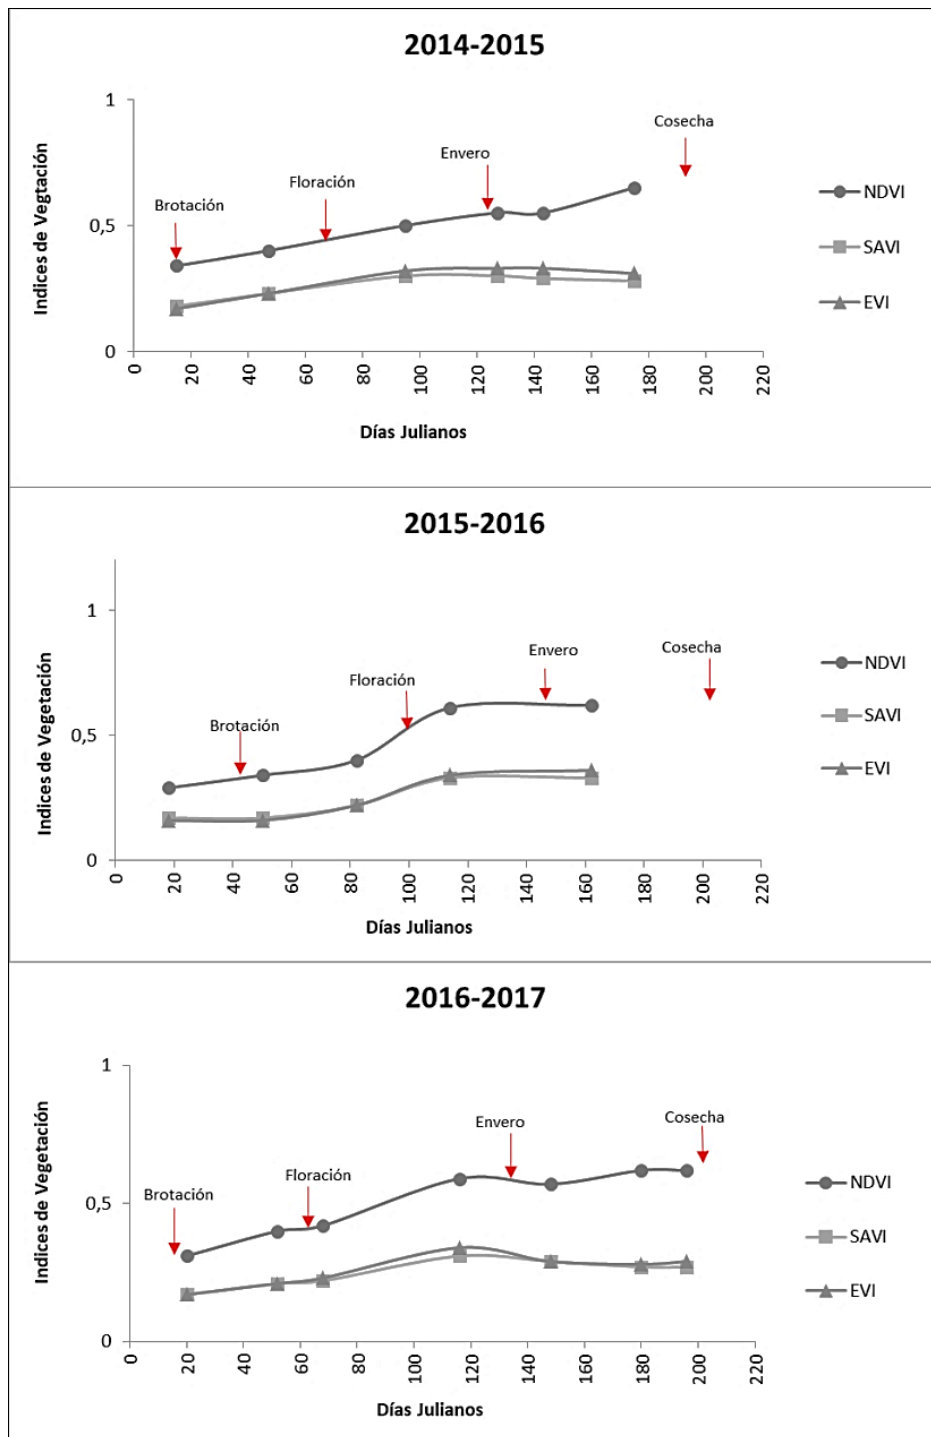 2014-2015
Indices de Vegtación
1
0,5
0
Brotación
Floración
Envero
Cosecha
NDVI
SAVI
EVI
0 20 40 60 80 100 120 140 160 180 200 220
Días Julianos
2015-2016
Indices de Vegetación
1
0,5
0
Brotación
Floración
Envero
Cosecha
NDVI
SAVI
EVI
0 20 40 60 80 100 120 140 160 180 200 220
Días Julianos
2016-2017
Indices de Vegetación
1
0,5
0
Brotación
Floración
Envero
Cosecha
NDVI
SAVI
EVI
0 20 40 60 80 100 120 140 160 180 200 220
Días Julianos